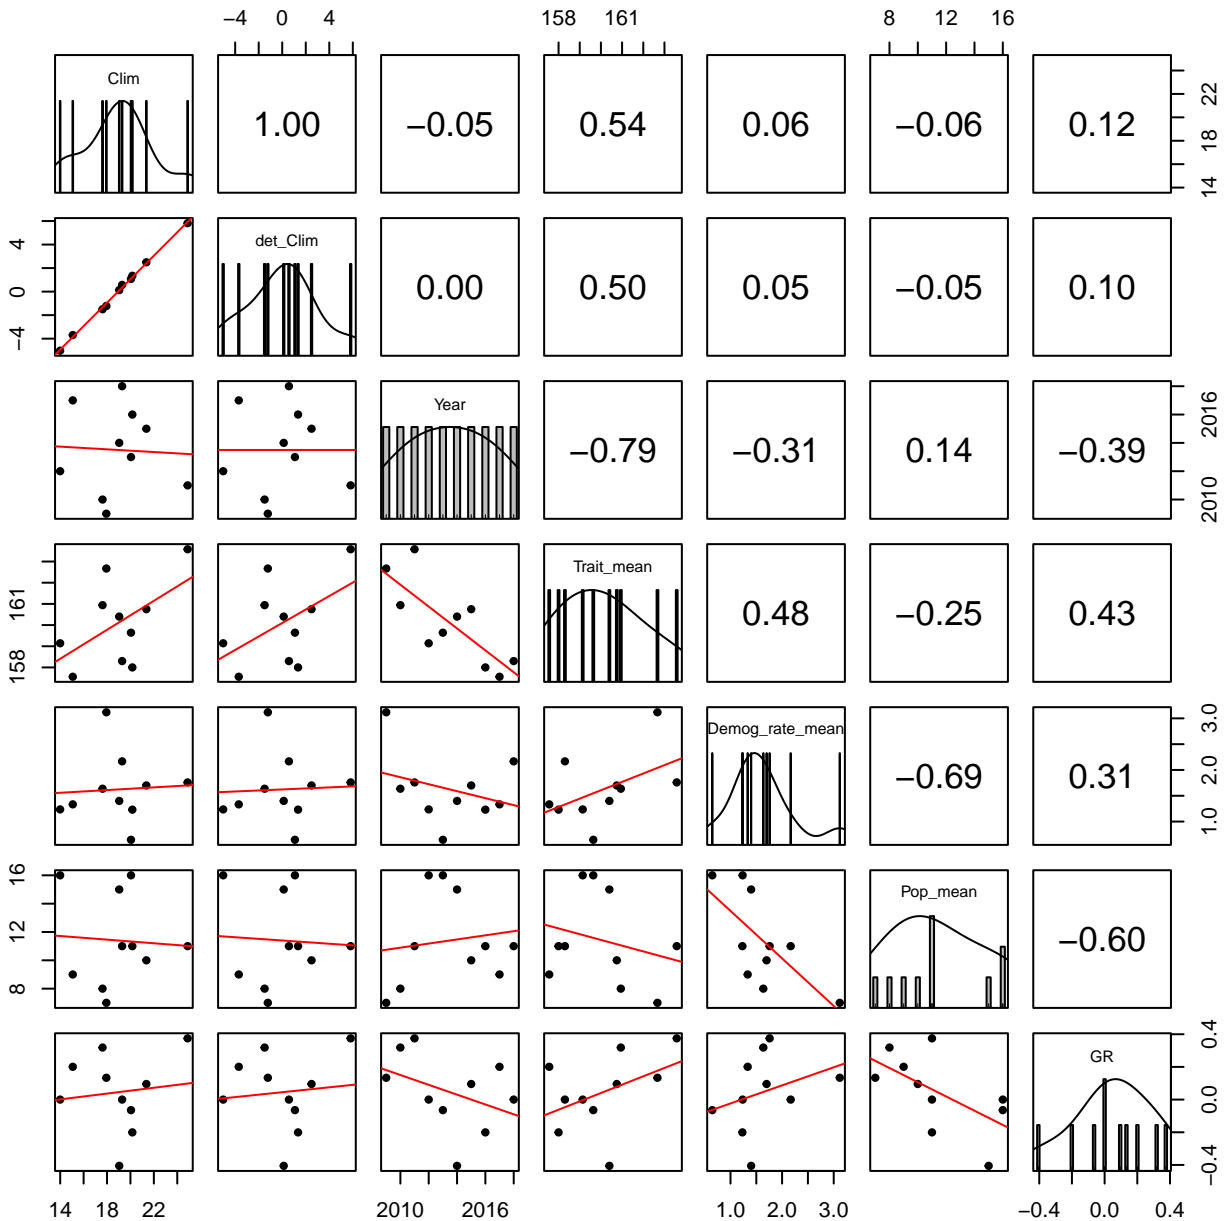 −4 0 4 158 161 8 10 12 14 16
Clim 1.00 −0.05 0.54 0.06 −0.06 0.12 14 18 22
−4 0 4 det_Clim 0.00 0.50 0.05 −0.05 0.10
Year −0.79 −0.31 0.14 −0.39 2010 2016
158 161 Trait_mean 0.48 −0.25 0.43
Demog_rate_mean −0.69 0.31 1.0 2.0 3.0
8 12 16 Pop_mean −0.60
GR −0.4 0.0 0.4
14 18 22 2010 2016 1.0 2.0 3.0 −0.4 0.0 0.4